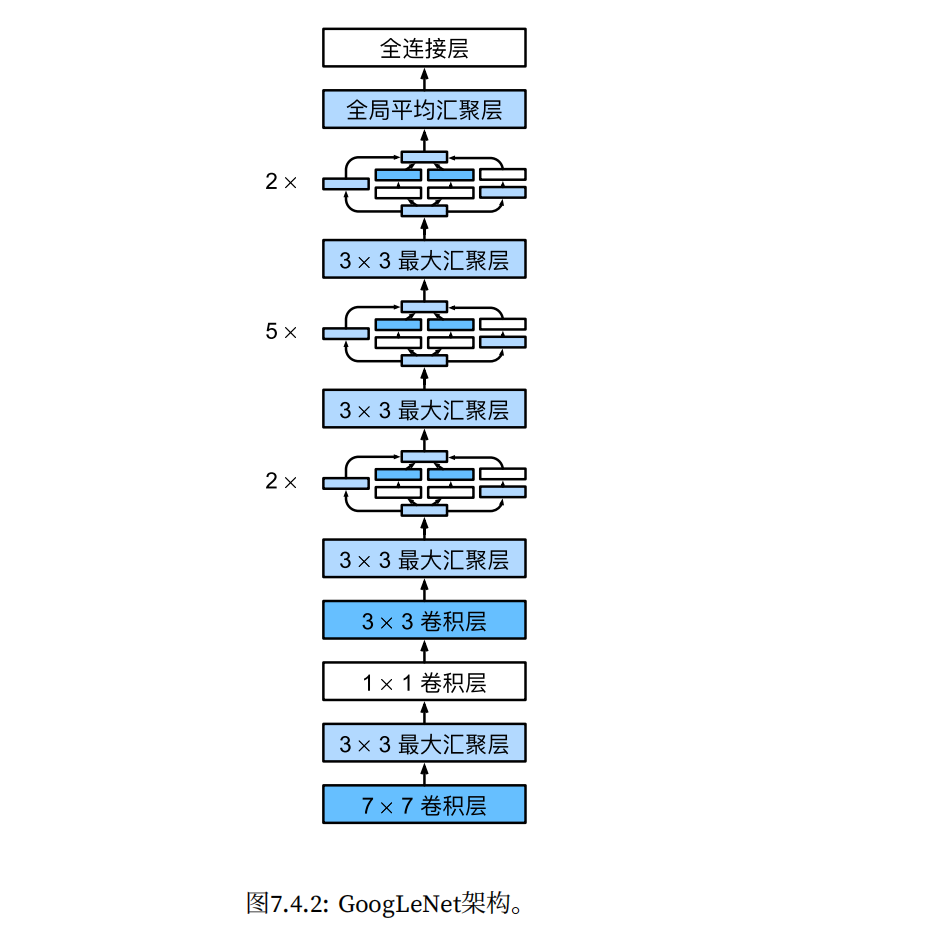 全连接层
全局平均汇聚层
2 ×
3 × 3 最大汇聚层
5 ×
3 × 3 最大汇聚层
2 ×
3 × 3 最大汇聚层
3 × 3 卷积层
1 × 1 卷积层
3 × 3 最大汇聚层
7 × 7 卷积层
图7.4.2: GoogLeNet架构。